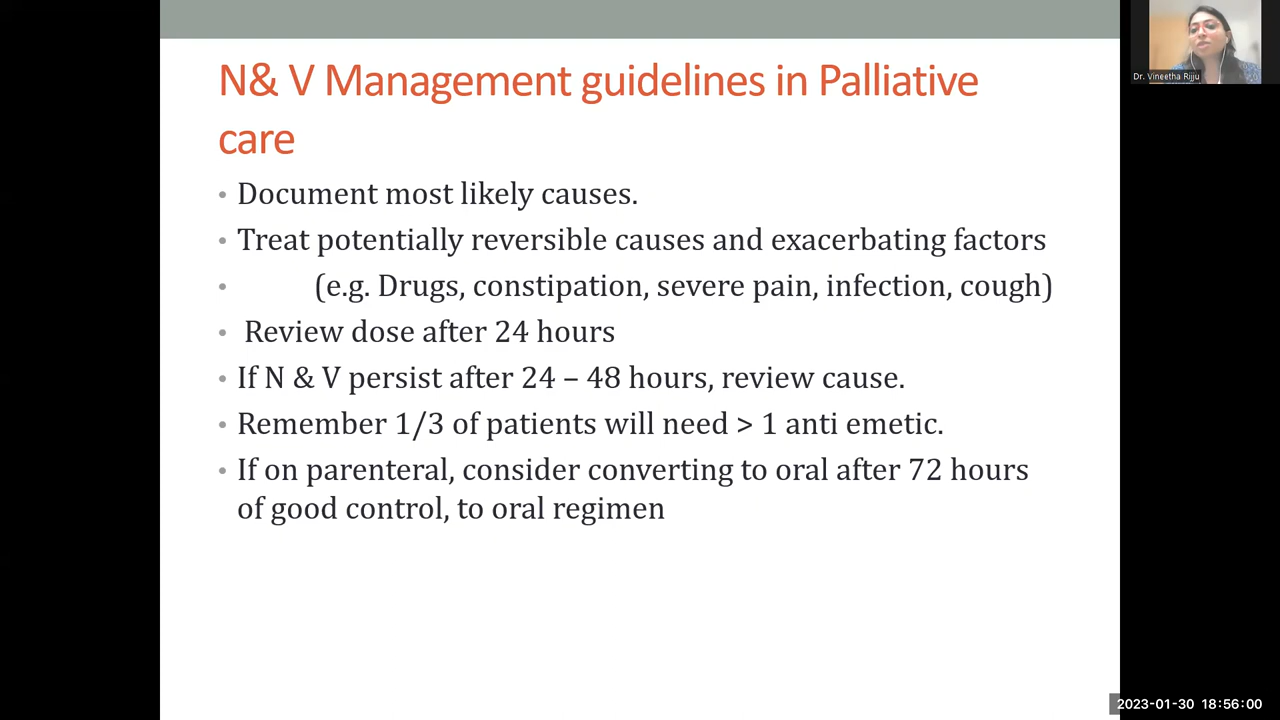 N& V Management guidelines in Palliative
care
• Document most likely causes.
• Treat potentially reversible causes and exacerbating factors
• (e.g. Drugs, constipation, severe pain, infection, cough)
• Review dose after 24 hours
• If N & V persist after 24 – 48 hours, review cause.
• Remember 1/3 of patients will need > 1 anti emetic.
• If on parenteral, consider converting to oral after 72 hours
of good control, to oral regimen
Dr. Vineetha Rijju
2023-01-30 18:56:00